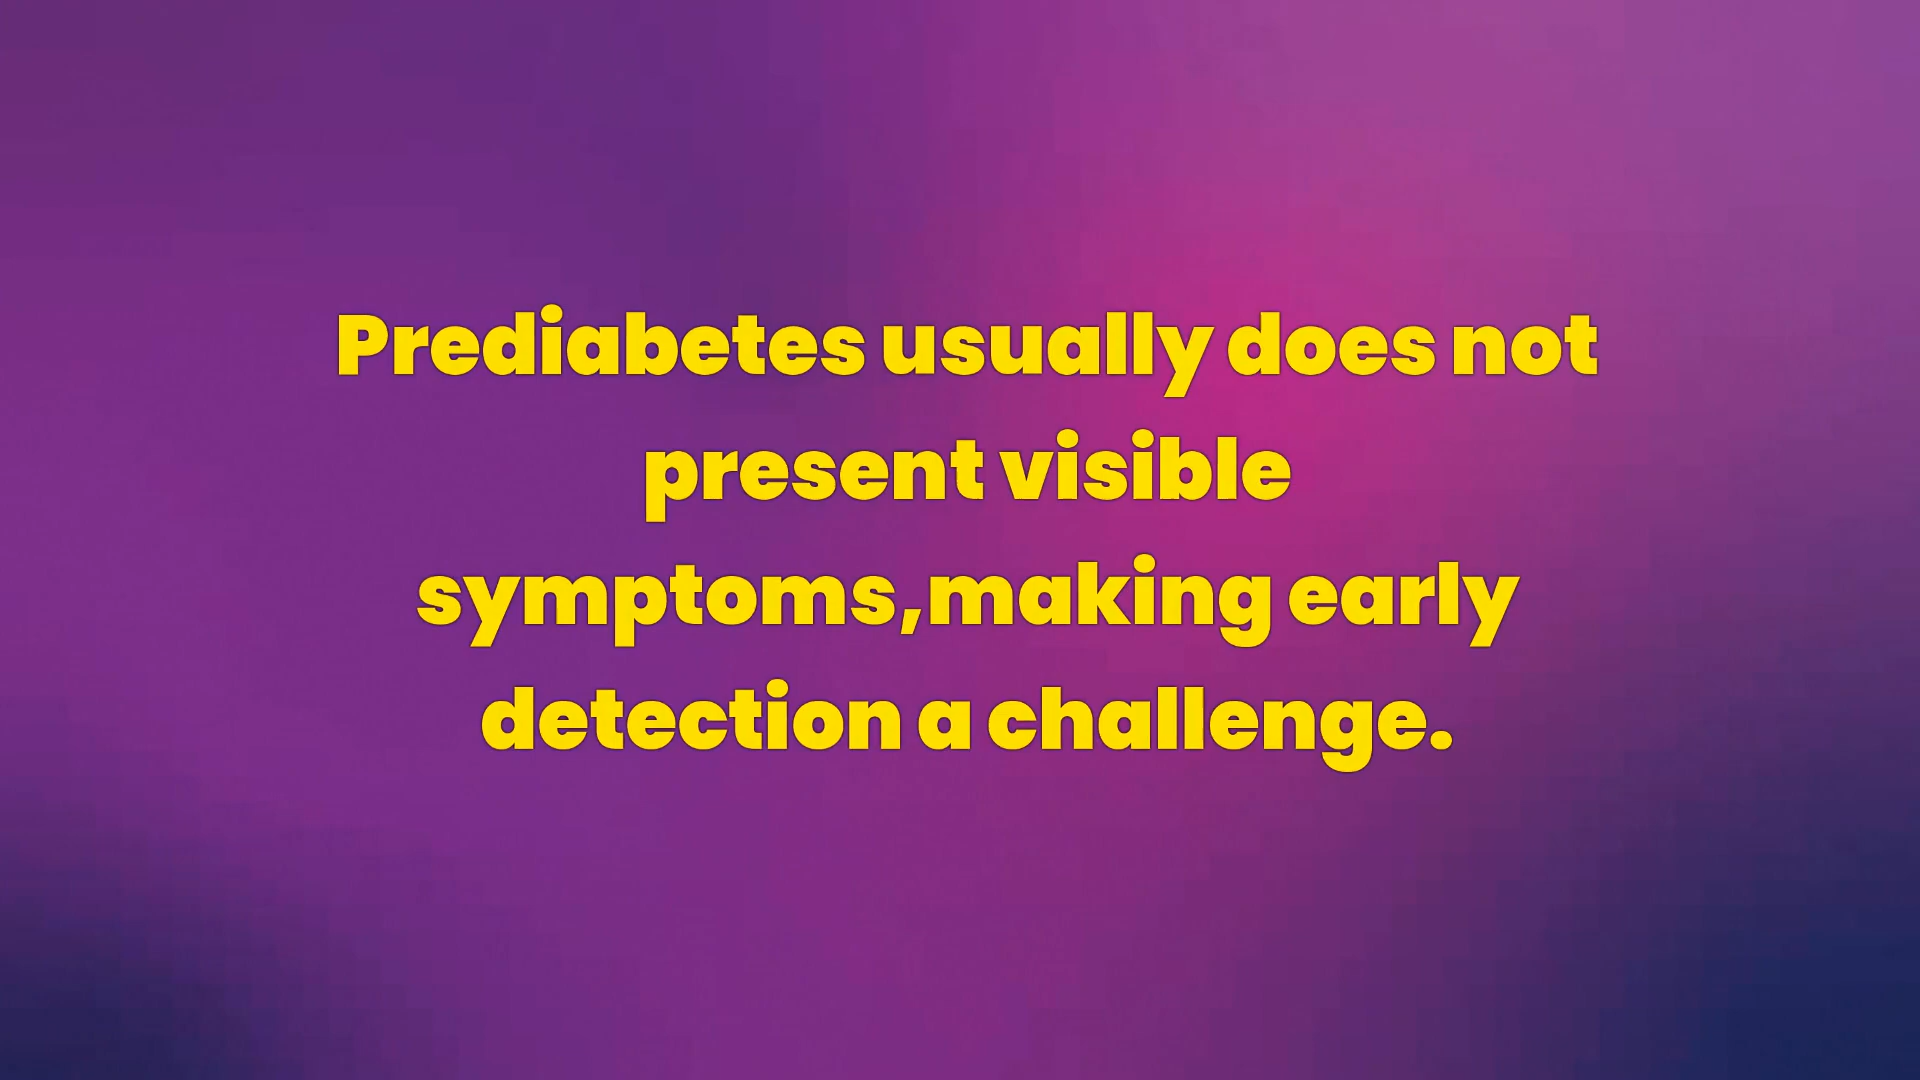 Prediabetes usually does not
present visible
symptoms,making early
detection a challenge.